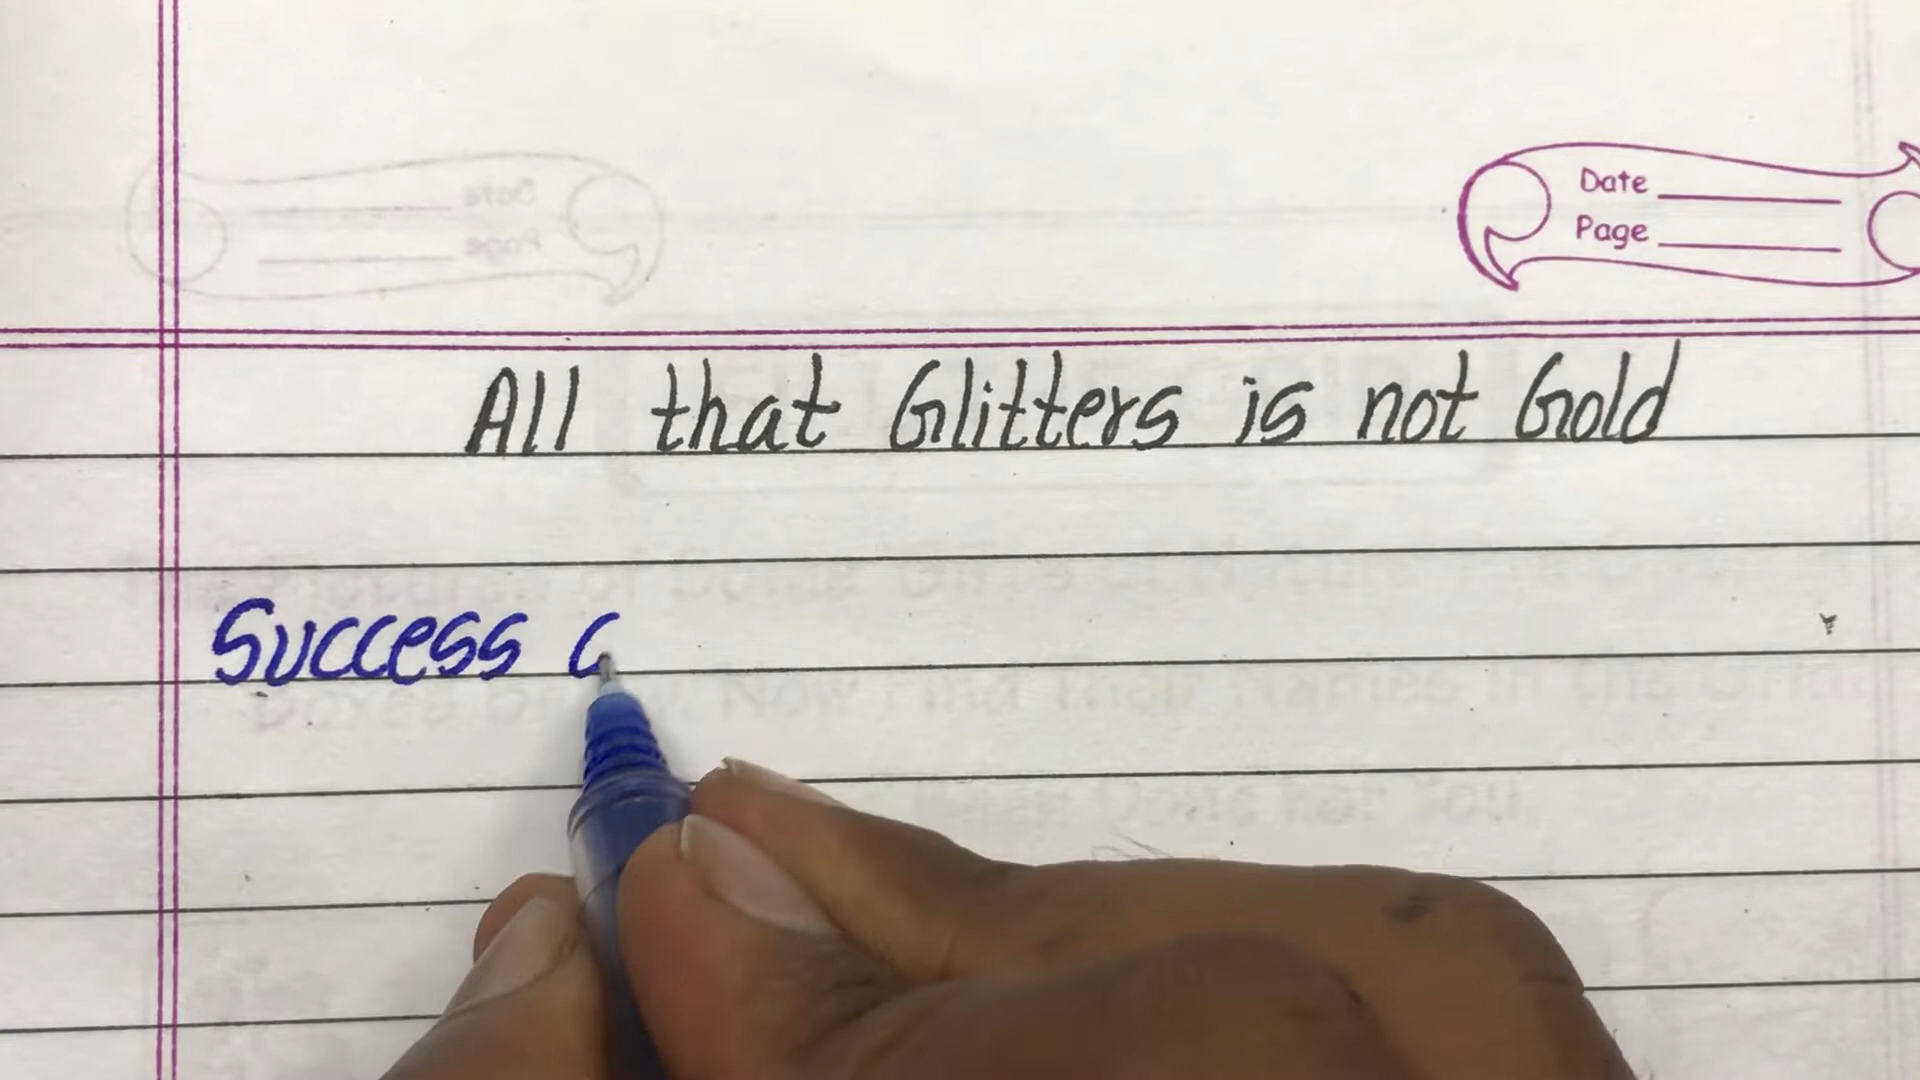 Date
Page
All that Glitters is not Gold
Success